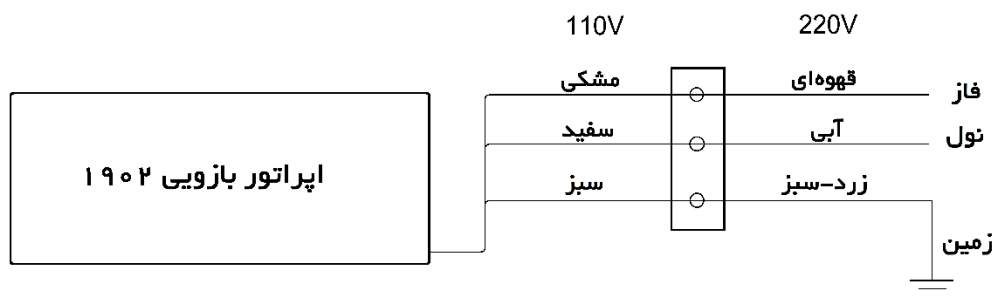 110V 220V
مشکی قهوه‌ای فاز
سفید آبی نول
اپراتور بازویی ۱۹۰۲
سبز زرد-سبز
زمین